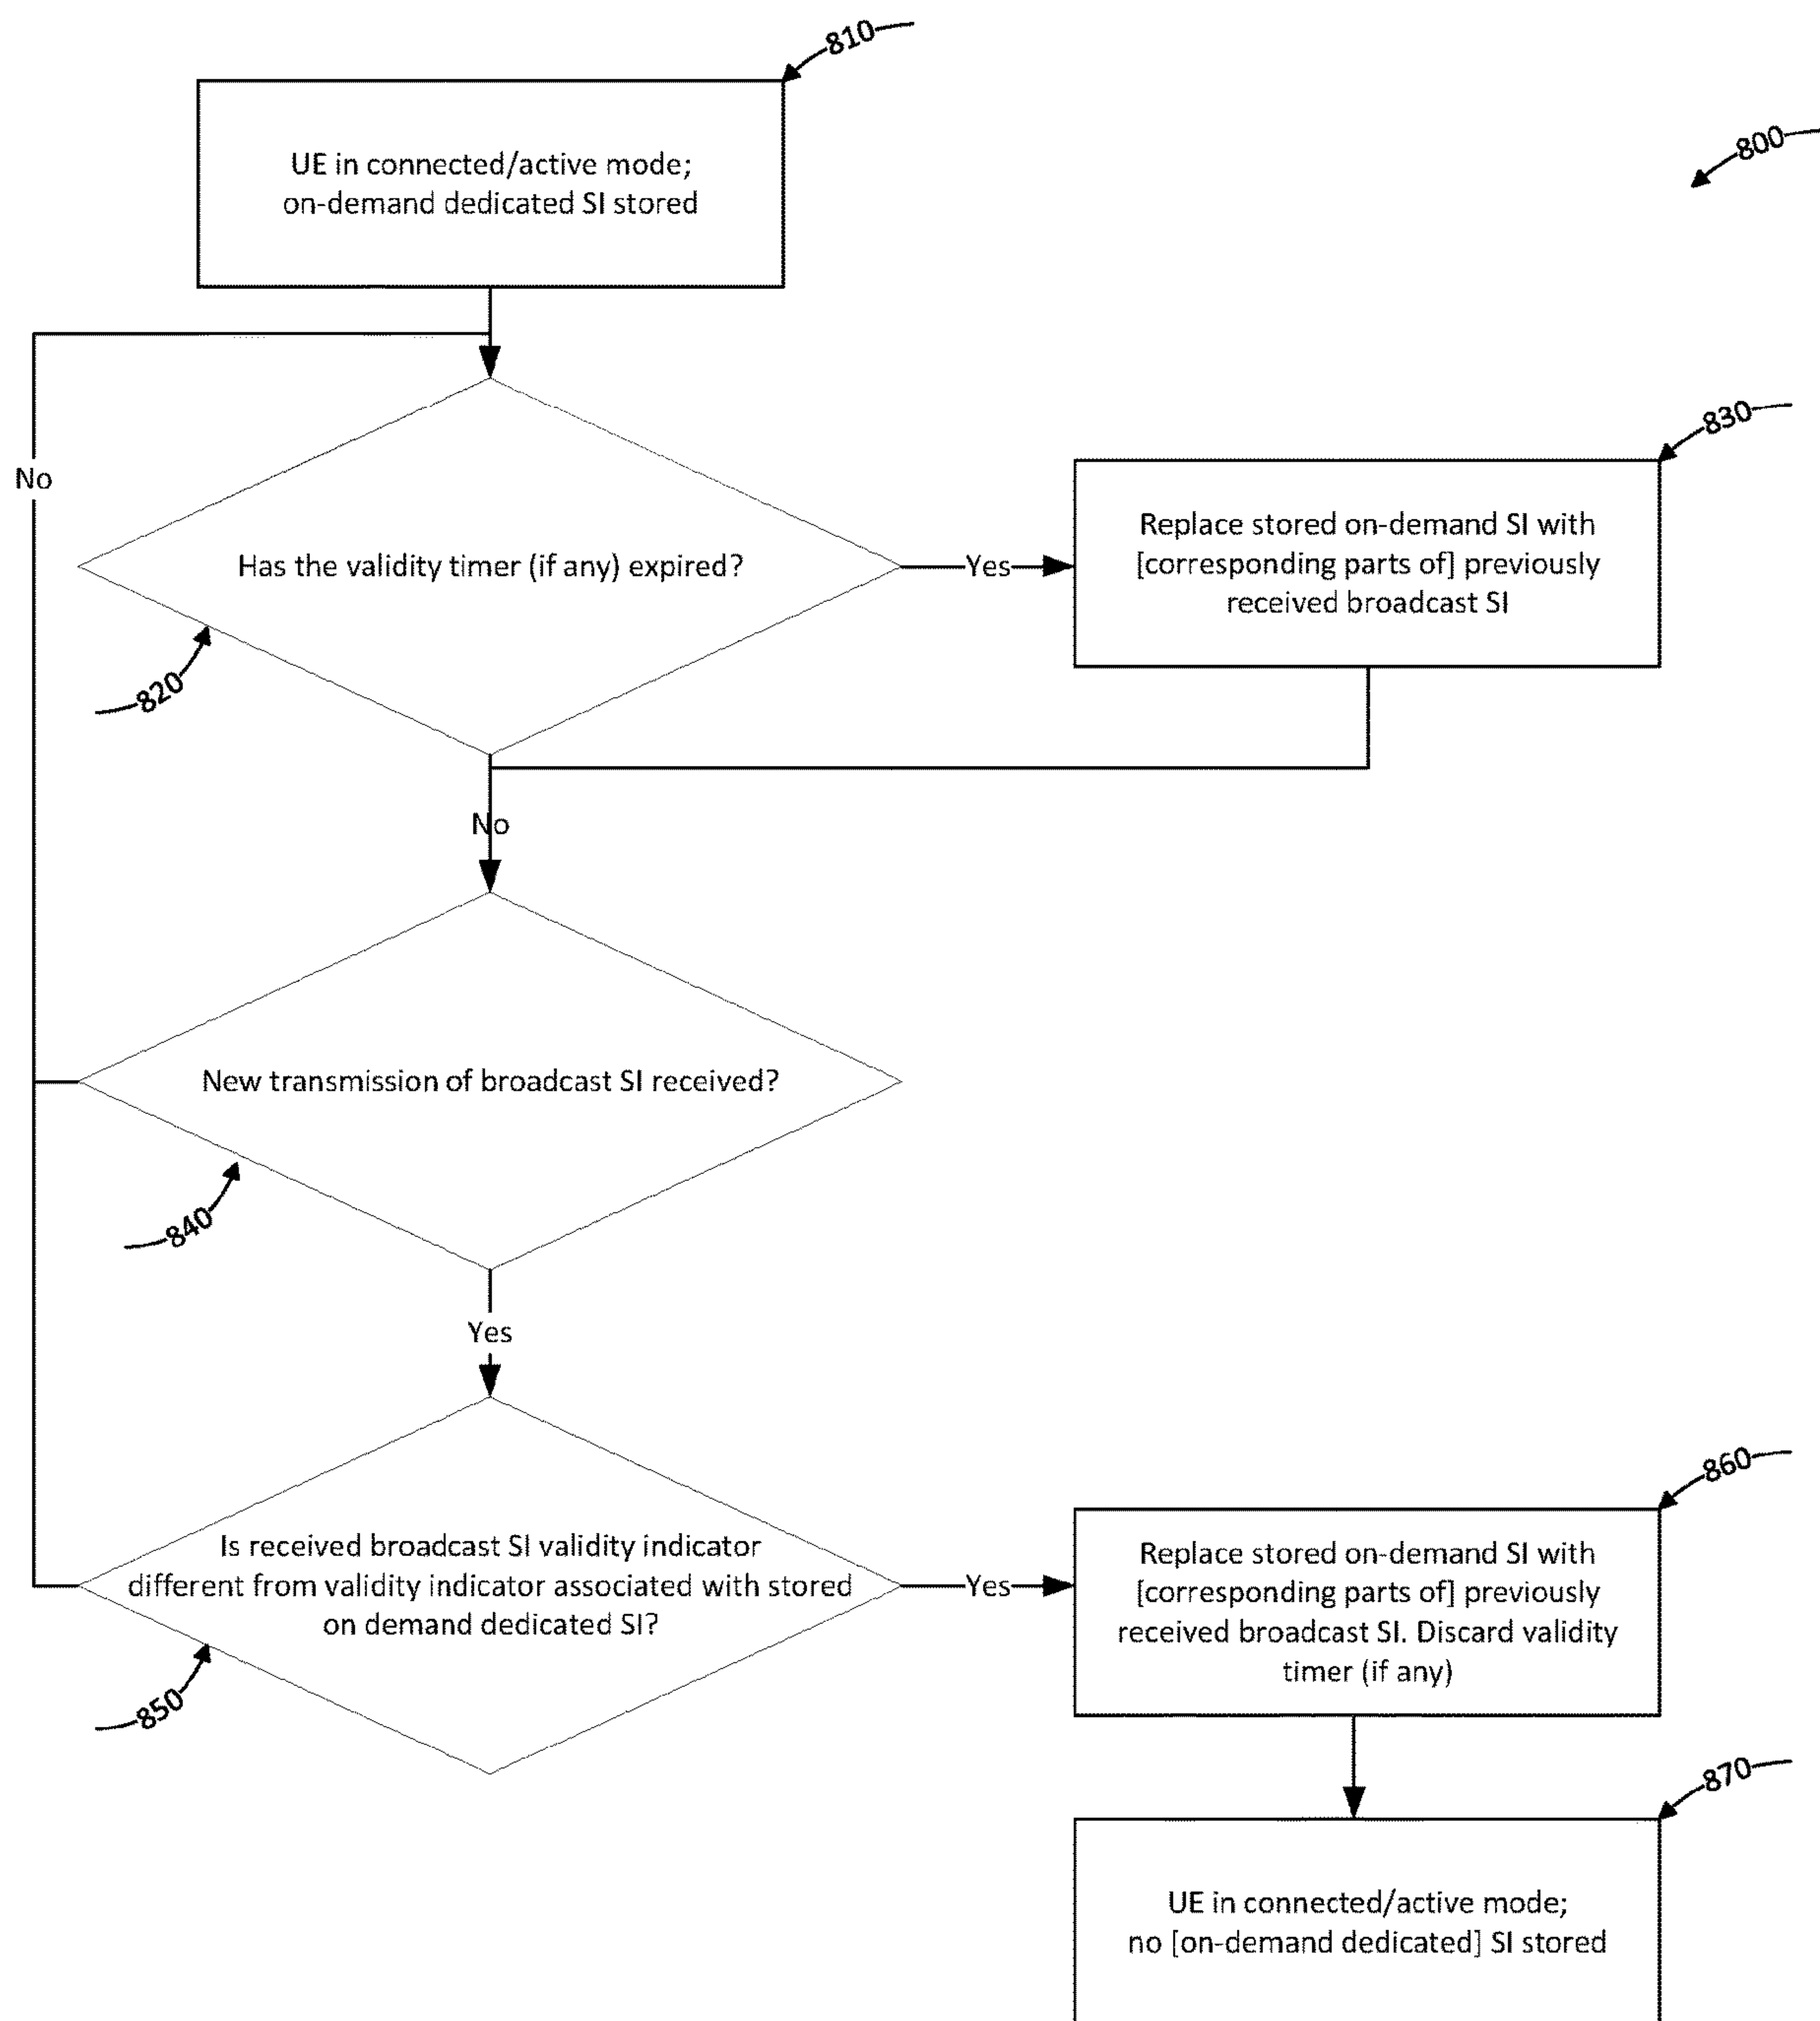 810
UE in connected/active mode;
on-demand dedicated SI stored
800
No
Has the validity timer (if any) expired?
820
Yes
830
Replace stored on-demand SI with
[corresponding parts of] previously
received broadcast SI
No
New transmission of broadcast SI received?
840
Yes
Is received broadcast SI validity indicator
different from validity indicator associated with stored
on demand dedicated SI?
850
Yes
860
Replace stored on-demand SI with
[corresponding parts of] previously
received broadcast SI. Discard validity
timer (if any)
870
UE in connected/active mode;
no [on-demand dedicated] SI stored